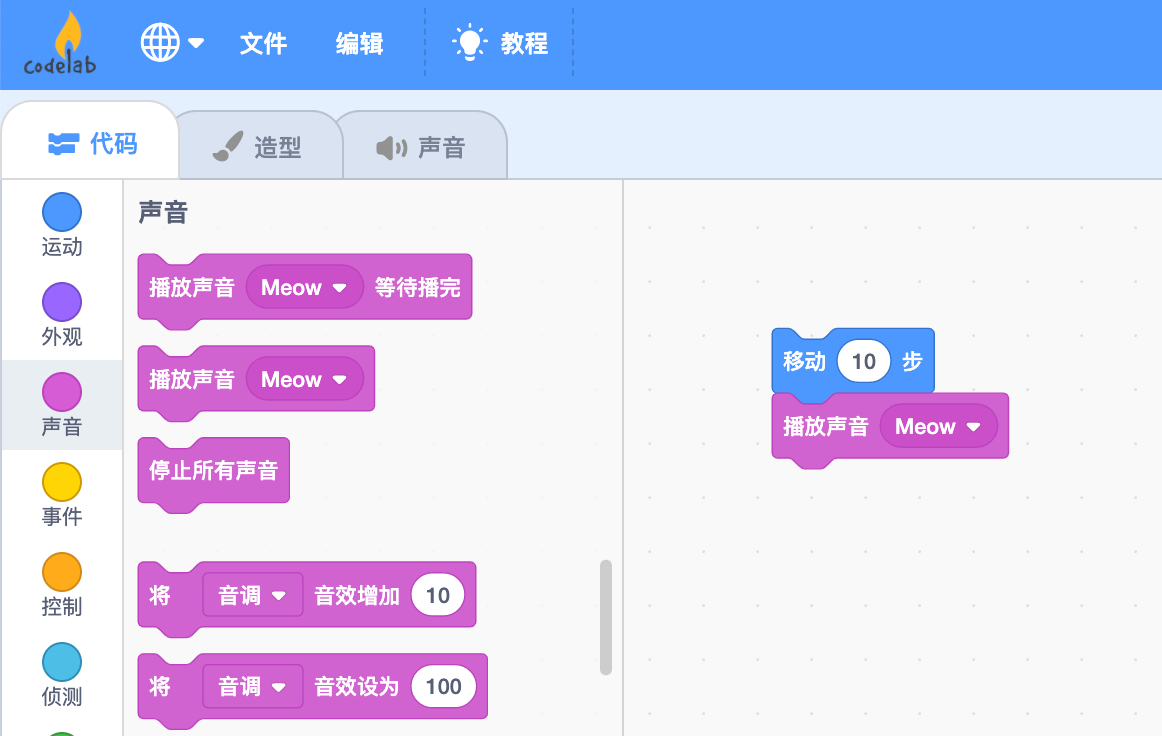 codelab
文件
编辑
教程
代码
造型
声音
运动
外观
声音
事件
控制
侦测
声音
播放声音 Meow 等待播完
播放声音 Meow
停止所有声音
将 音调 音效增加 10
将 音调 音效设为 100
移动 10 步
播放声音 Meow